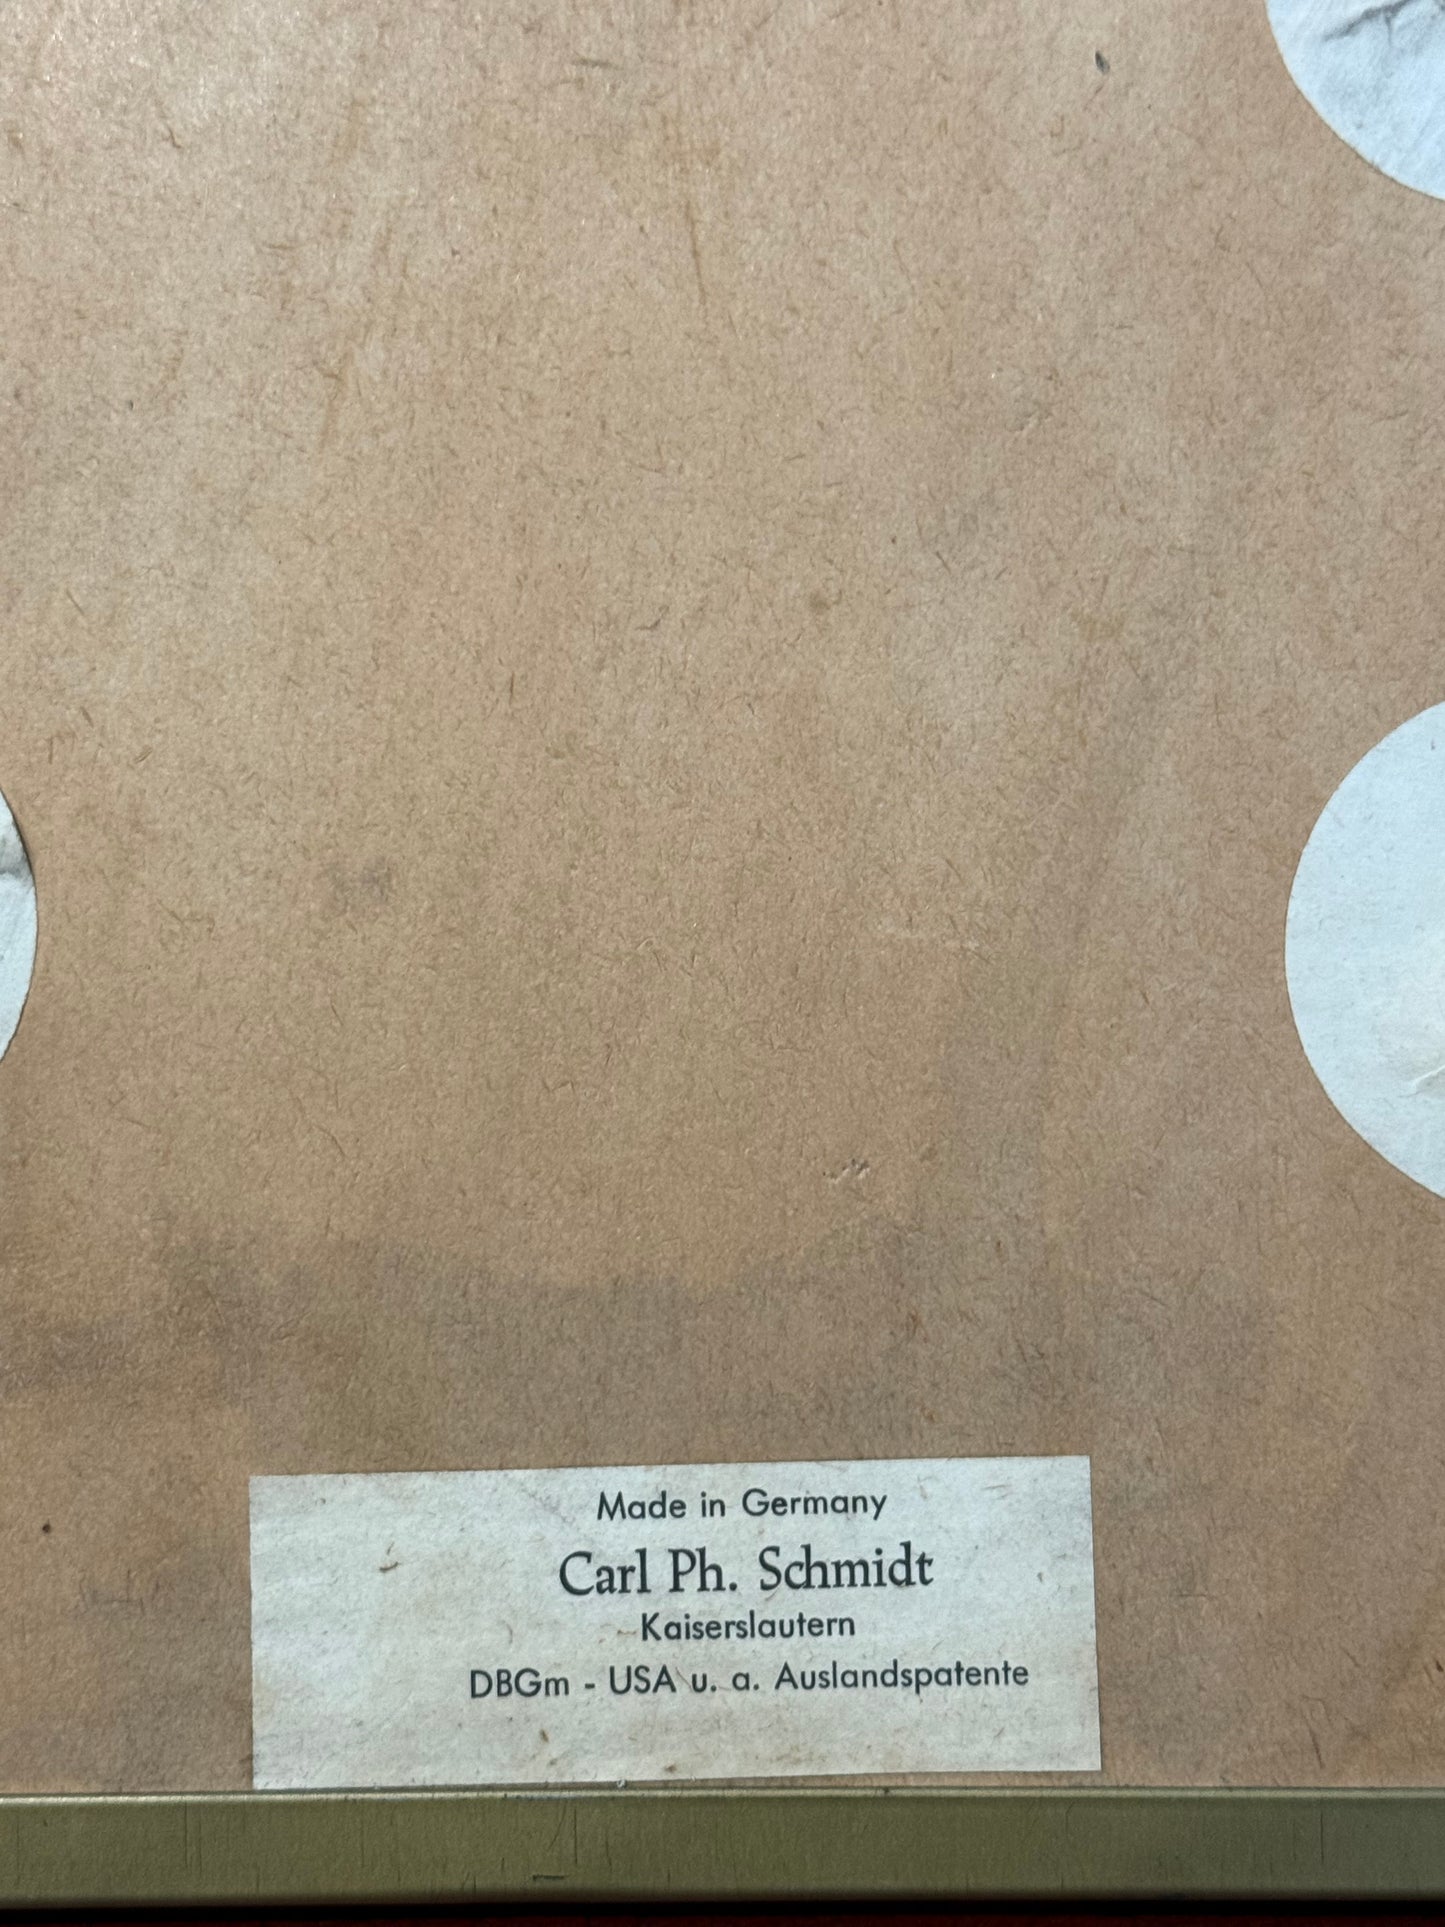 Made in Germany
Carl Ph. Schmidt
Kaiserslautern
DBGm - USA u. a. Auslandspatente